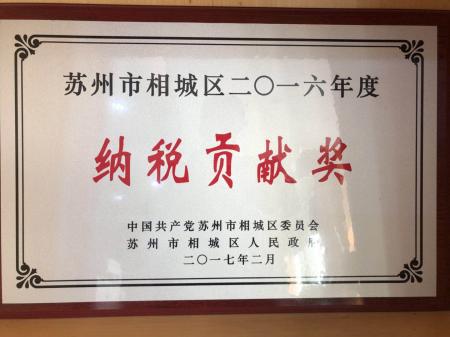 苏州市相城区二〇一六年度
纳税贡献奖
中国共产党苏州市相城区委员会
苏州市相城区人民政府
二〇一七年二月